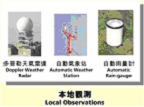 多普勒天氣雷達
Doppler Weather
Radar
自動氣象站
Automatic Weather
Station
自動雨量計
Automatic
Rain-gauge
本地觀測
Local Observations